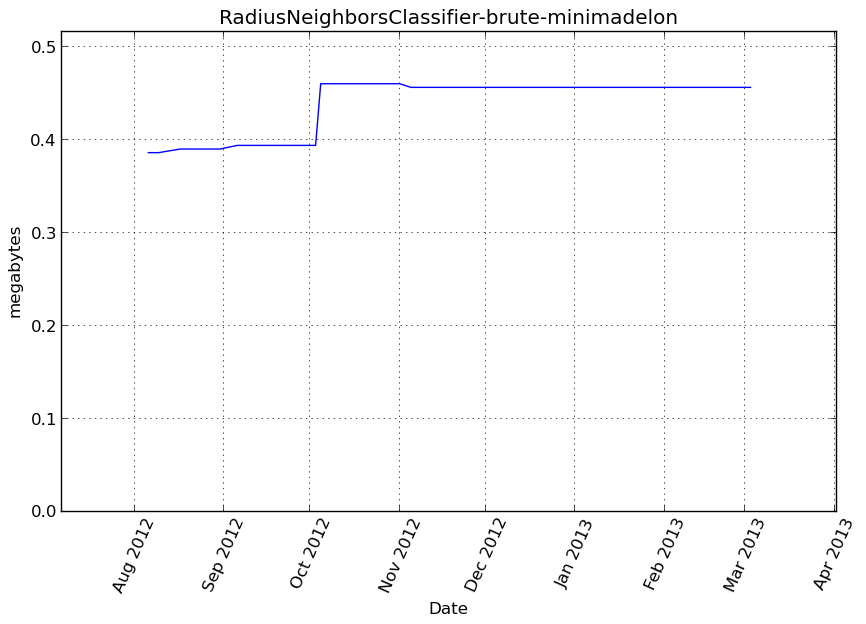 RadiusNeighborsClassifier-brute-minimadelon
0.5
0.4
0.3
0.2
0.1
0.0
megabytes
Aug 2012
Sep 2012
Oct 2012
Nov 2012
Dec 2012
Jan 2013
Feb 2013
Mar 2013
Apr 2013
Date